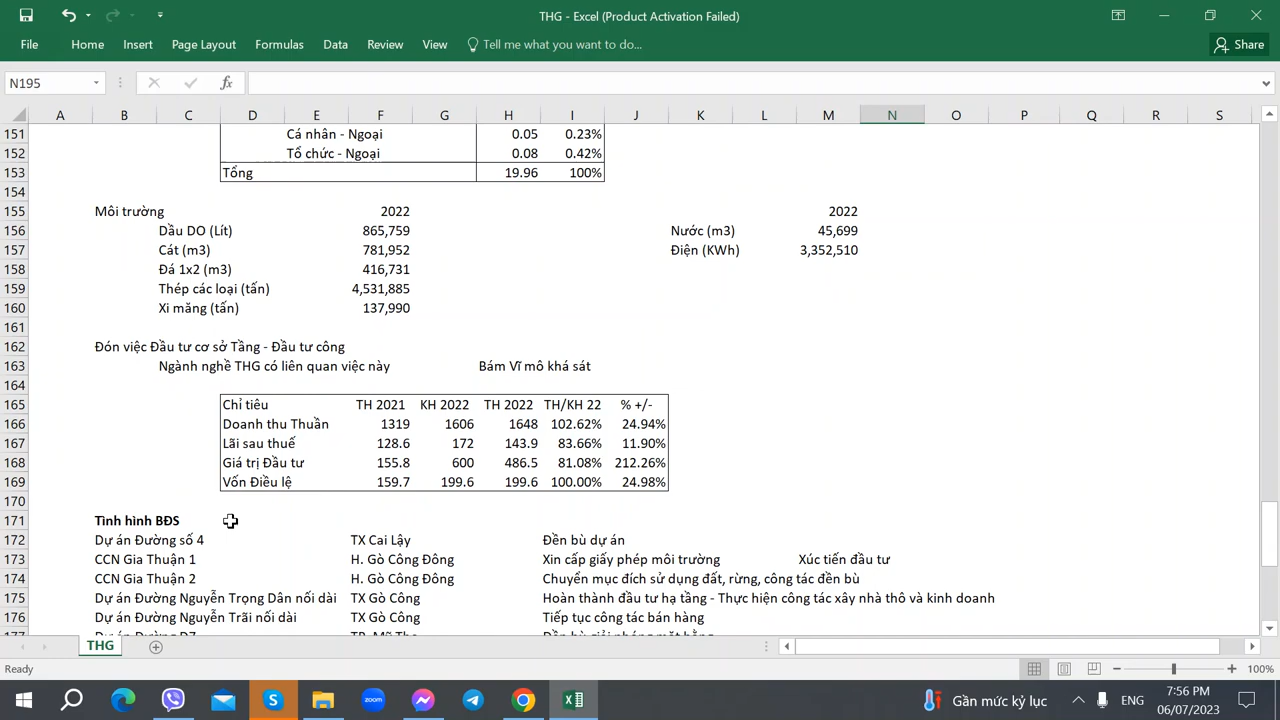 THG - Excel (Product Activation Failed)
File Home Insert Page Layout Formulas Data Review View Tell me what you want to do... Share
N195 fx
A B C D E F G H I J K L M N O P Q R S
151 Cá nhân - Ngoại 0.05 0.23%
152 Tổ chức - Ngoại 0.08 0.42%
153 Tổng 19.96 100%
154
155 Môi trường 2022 2022
156 Dầu DO (Lít) 865,759 Nước (m3) 45,699
157 Cát (m3) 781,952 Điện (KWh) 3,352,510
158 Đá 1x2 (m3) 416,731
159 Thép các loại (tấn) 4,531,885
160 Xi măng (tấn) 137,990
161
162 Đón việc Đầu tư cơ sở Tầng - Đầu tư công
163 Ngành nghề THG có liên quan việc này Bám Vĩ mô khá sát
164
165 Chỉ tiêu TH 2021 KH 2022 TH 2022 TH/KH 22 % +/-
166 Doanh thu Thuần 1319 1606 1648 102.62% 24.94%
167 Lãi sau thuế 128.6 172 143.9 83.66% 11.90%
168 Giá trị Đầu tư 155.8 600 486.5 81.08% 212.26%
169 Vốn Điều lệ 159.7 199.6 199.6 100.00% 24.98%
170
171 Tình hình BĐS
172 Dự án Đường số 4 TX Cai Lậy Đền bù dự án
173 CCN Gia Thuận 1 H. Gò Công Đông Xin cấp giấy phép môi trường Xúc tiến đầu tư
174 CCN Gia Thuận 2 H. Gò Công Đông Chuyển mục đích sử dụng đất, rừng, công tác đền bù
175 Dự án Đường Nguyễn Trọng Dân nối dài TX Gò Công Hoàn thành đầu tư hạ tầng - Thực hiện công tác xây nhà thô và kinh doanh
176 Dự án Đường Nguyễn Trãi nối dài TX Gò Công Tiếp tục công tác bán hàng
177 Dự án Đường D7 TP. Mỹ Tho Đền bù giải phóng mặt bằng
THG
Ready 100%
zoom Gần mức kỷ lục ENG 7:56 PM
06/07/2023